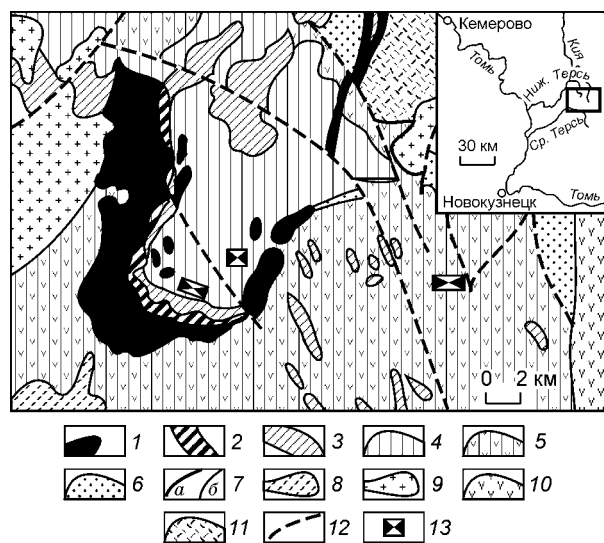 Кемерово
Томь
Кия
Ниж. Терсь
Ср. Терсь
30 км
Новокузнецк
Томь
0 2 км
1 2 3 4 5
6 а б 7 8 9 10
11 12 13